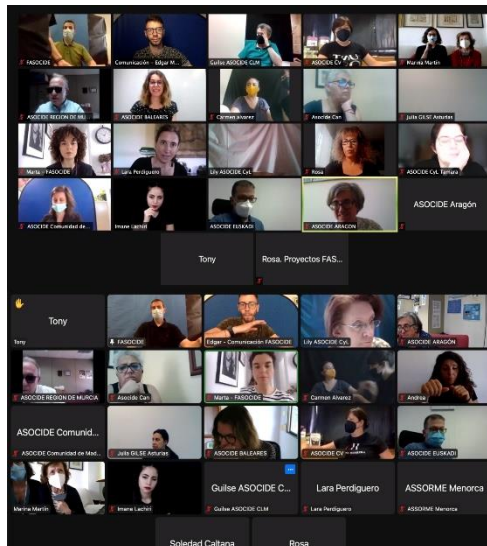 FASOCIDE
Comunicación - Edgar M...
Guilse ASOCIDE CLM
ASOCIDE CV
Marina Martín
ASOCIDE REGION DE MU...
ASOCIDE BALEARES
Carmen alvarez
Asocide Can
Julia GILSE Asturias
Marta - FASOCIDE
Lara Perdiguero
Lily ASOCIDE CyL
Rosa
ASOCIDE CyL Tamara
ASOCIDE Comunidad de...
Imane Lachiri
ASOCIDE EUSKADI
ASOCIDE ARAGON
ASOCIDE Aragón
Tony
Rosa. Proyectos FAS...
Tony
Tony
FASOCIDE
Edgar - Comunicación FASOCIDE
Lily ASOCIDE CyL
ASOCIDE ARAGÓN
ASOCIDE REGION DE MURCIA
Asocide Can
Marta - FASOCIDE
Carmen Alvarez
Andrea
ASOCIDE Comunid...
ASOCIDE Comunidad de Mad...
Julia GILSE Asturias
ASOCIDE BALEARES
ASOCIDE CV
ASOCIDE EUSKADI
Marina Martin
Imane Lachiri
Guilse ASOCIDE C...
Guilse ASOCIDE CLM
Lara Perdiguero
Lara Perdiguero
ASSORME Menorca
ASSORME Menorca
Soledad Caltana
Rosa